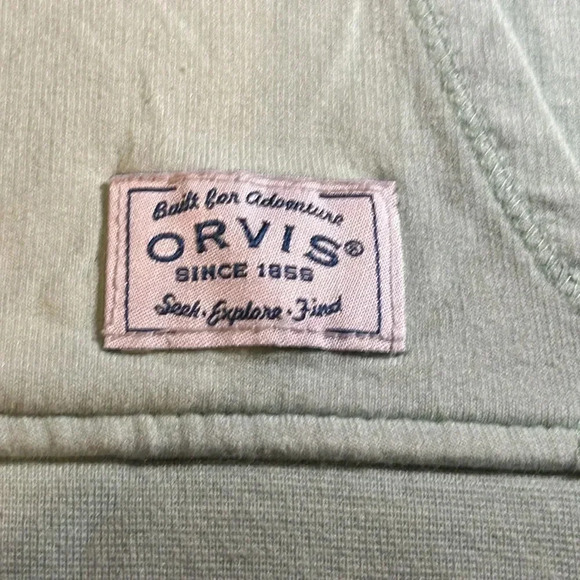 Built for Adventure
ORVIS®
SINCE 1856
Seek · Explore · Find